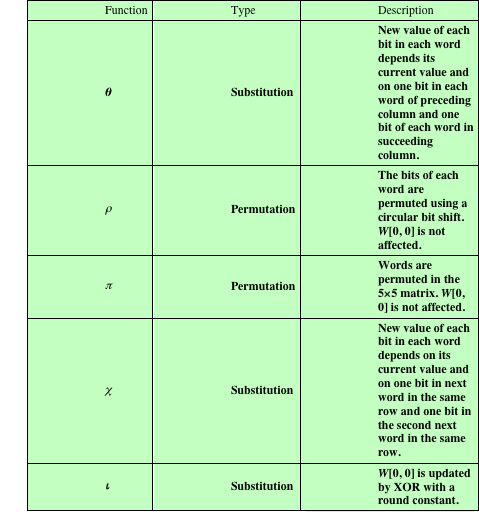 Function Type Description
θ Substitution New value of each
bit in each word
depends its
current value and
on one bit in each
word of preceding
column and one
bit of each word in
succeeding
column.
ρ Permutation The bits of each
word are
permuted using a
circular bit shift.
W[0, 0] is not
affected.
π Permutation Words are
permuted in the
5×5 matrix. W[0,
0] is not affected.
χ Substitution New value of each
bit in each word
depends on its
current value and
on one bit in next
word in the same
row and one bit in
the second next
word in the same
row.
ι Substitution W[0, 0] is updated
by XOR with a
round constant.